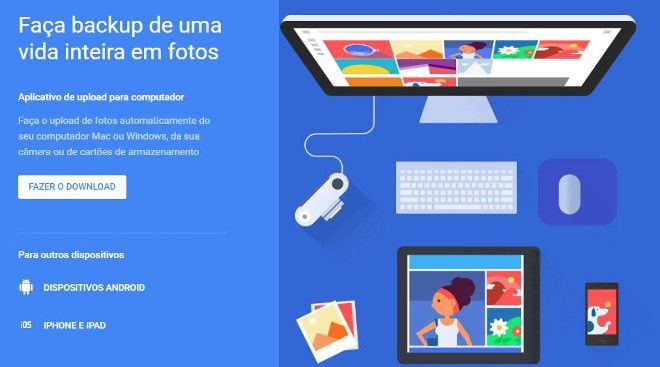 Faça backup de uma
vida inteira em fotos
Aplicativo de upload para computador
Faça o upload de fotos automaticamente do
seu computador Mac ou Windows, da sua
câmera ou de cartões de armazenamento
FAZER O DOWNLOAD
Para outros dispositivos
DISPOSITIVOS ANDROID
iOS IPHONE E IPAD